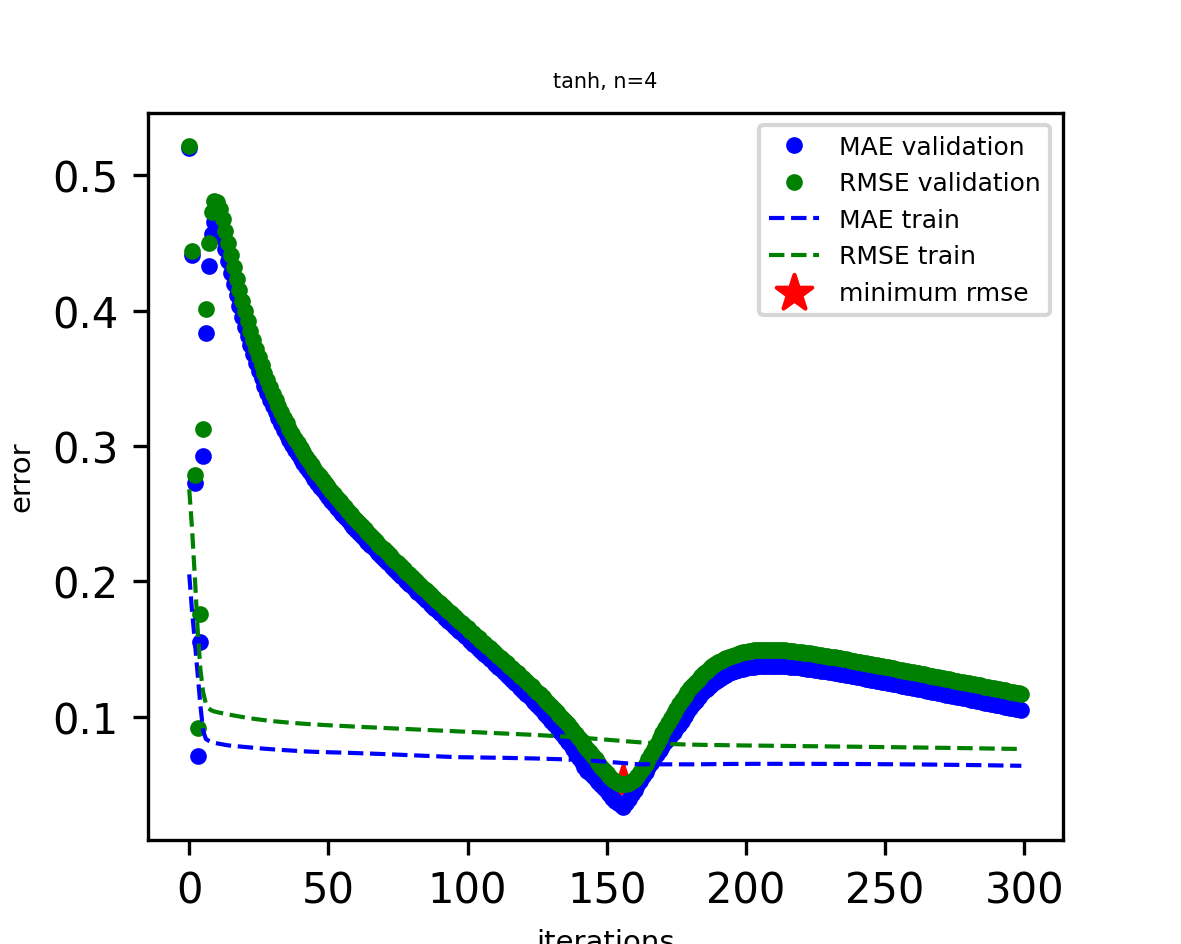 tanh, n=4
0.5
0.4
0.3
0.2
0.1
error
MAE validation
RMSE validation
MAE train
RMSE train
minimum rmse
0 50 100 150 200 250 300
iterations